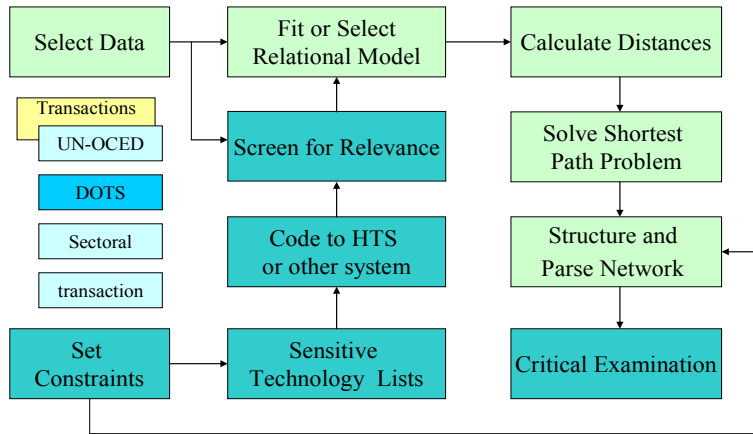 Select Data
Fit or Select
Relational Model
Calculate Distances
Transactions
UN-OCED
DOTS
Sectoral
transaction
Screen for Relevance
Solve Shortest
Path Problem
Code to HTS
or other system
Structure and
Parse Network
Set
Constraints
Sensitive
Technology Lists
Critical Examination